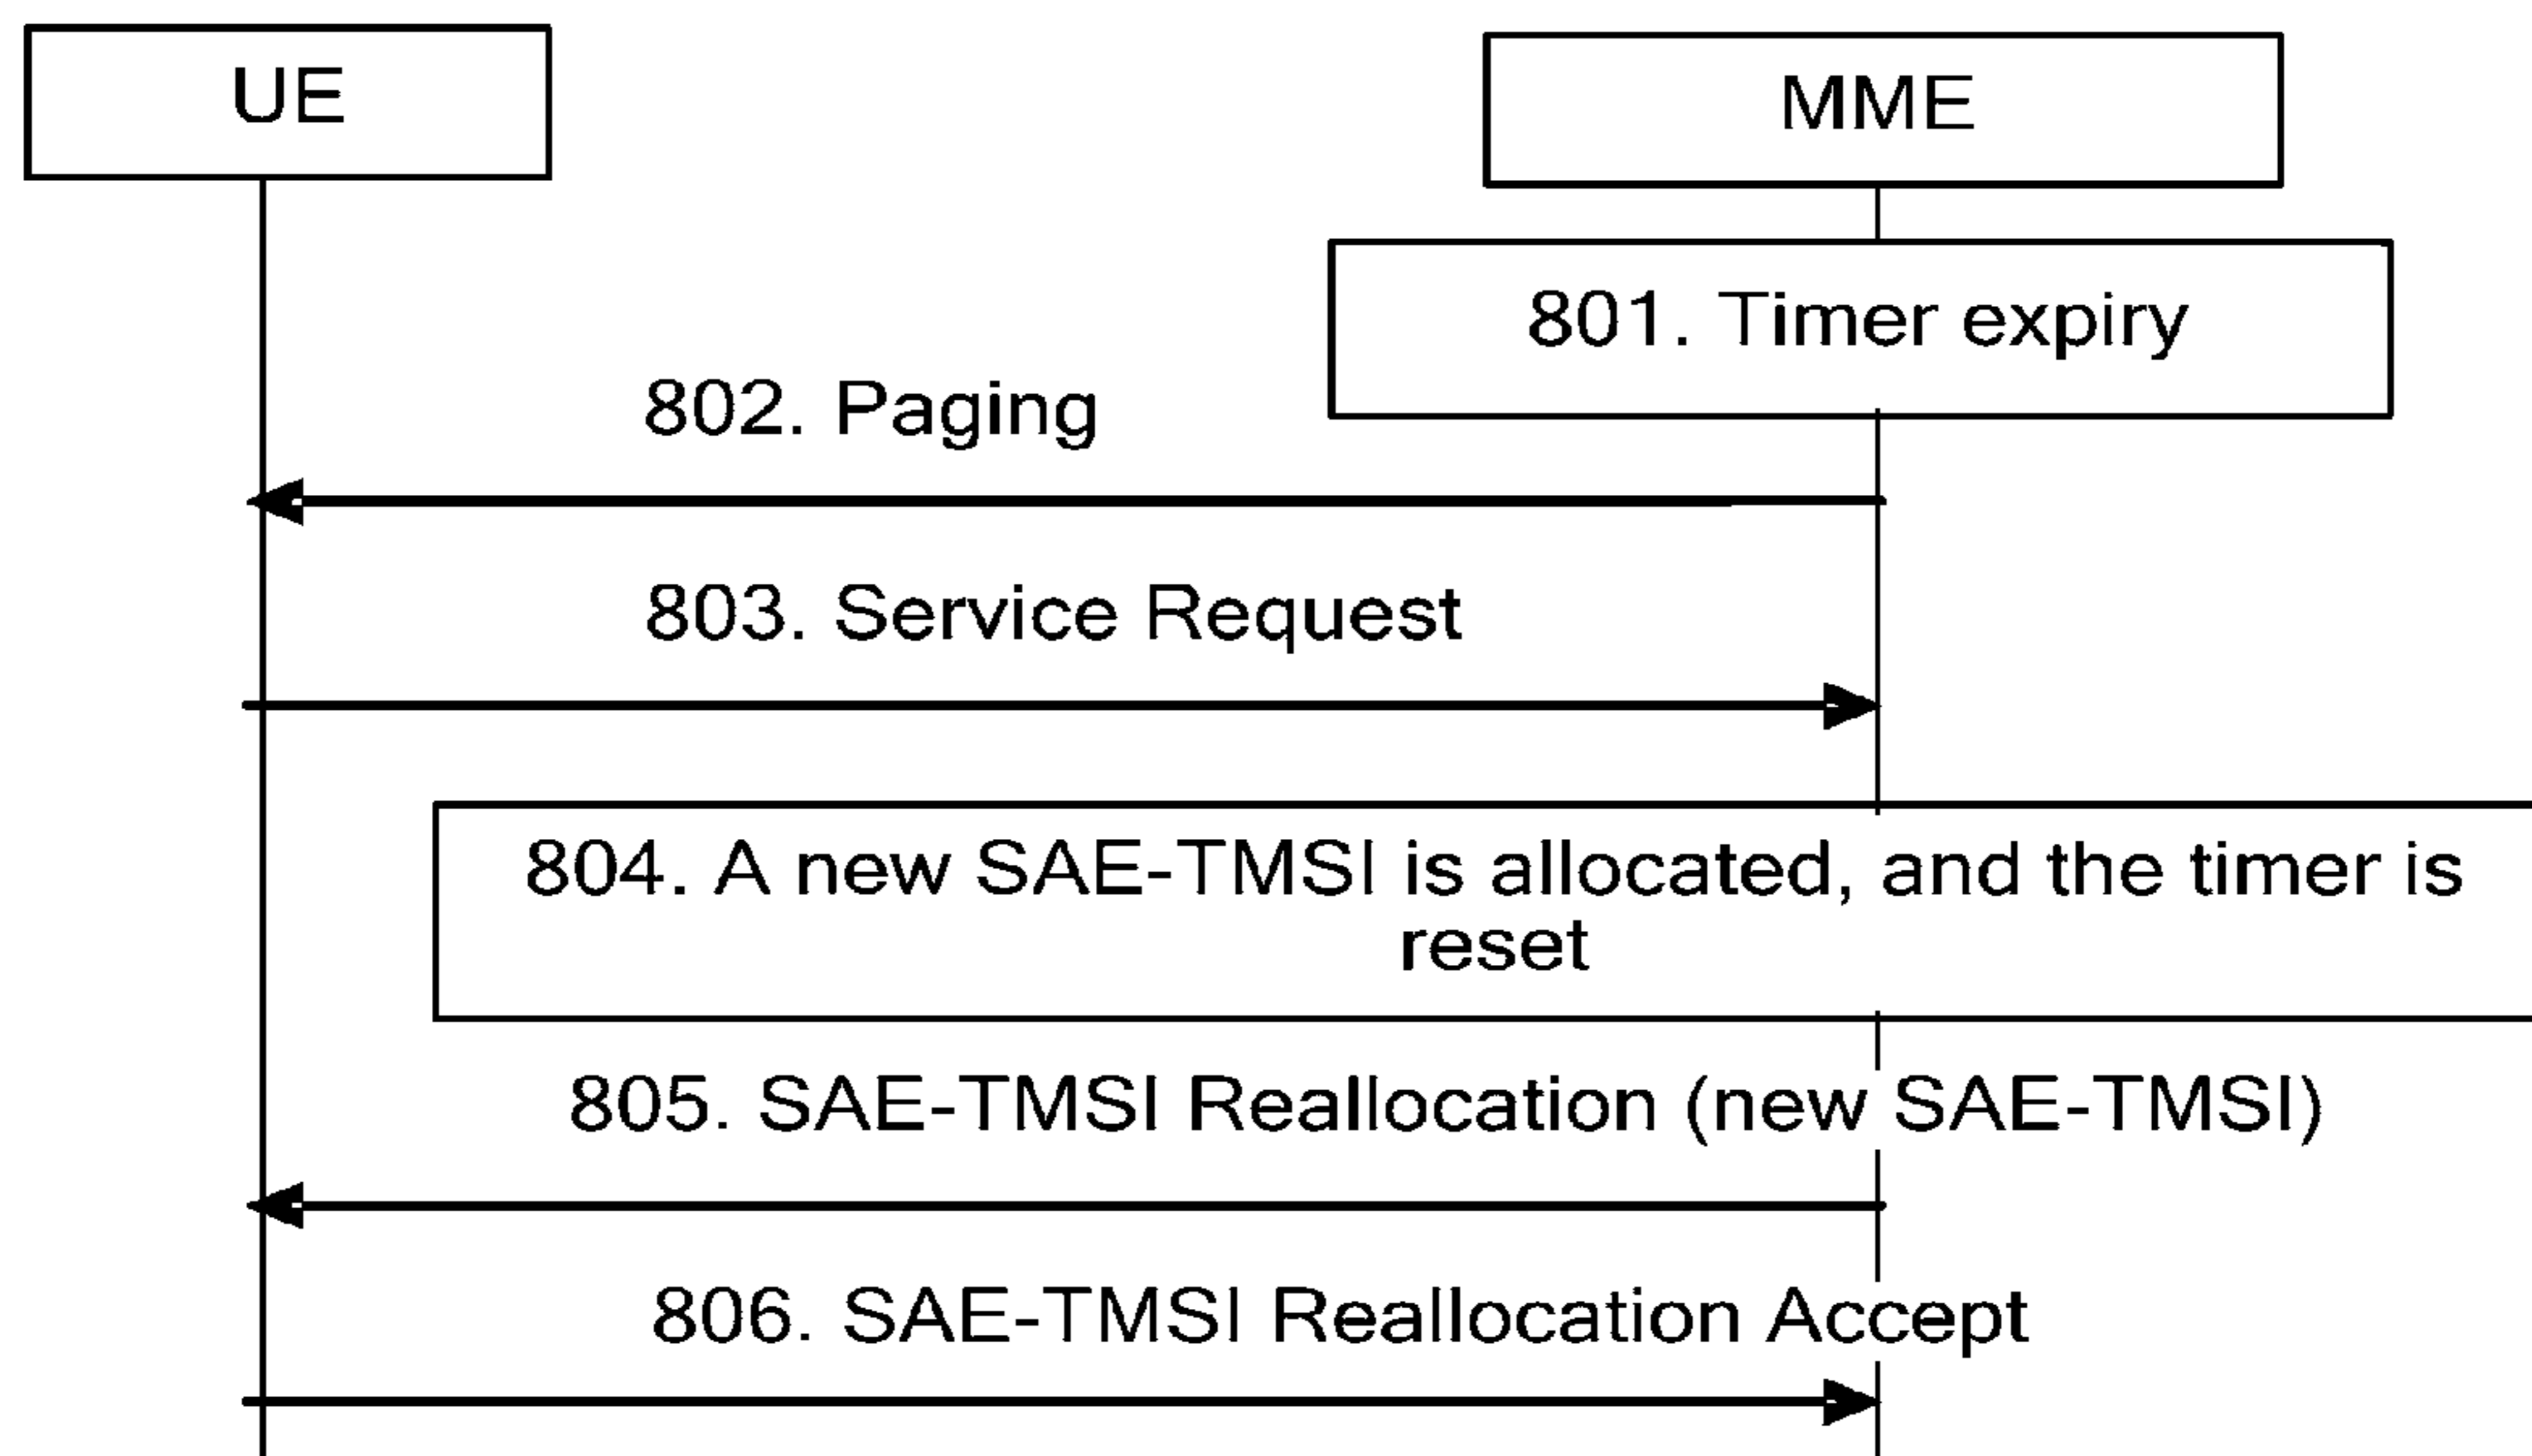 UE
MME
801. Timer expiry
802. Paging
803. Service Request
804. A new SAE-TMSI is allocated, and the timer is
reset
805. SAE-TMSI Reallocation (new SAE-TMSI)
806. SAE-TMSI Reallocation Accept